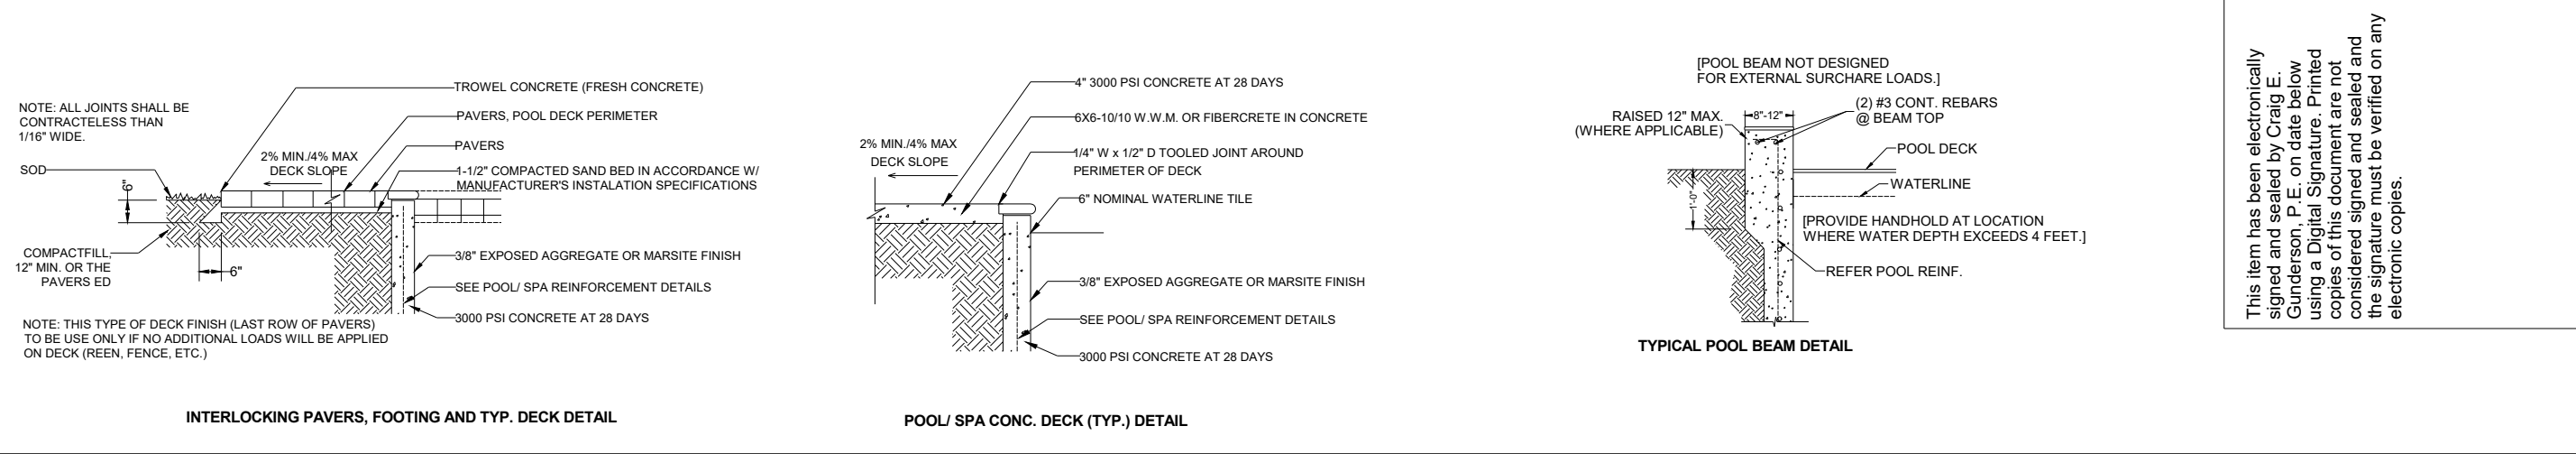 NOTE: ALL JOINTS SHALL BE
CONTRACTELESS THAN
1/16" WIDE.
SOD
6"
COMPACTFILL,
12" MIN. OR THE
PAVERS ED
6"
2% MIN./4% MAX
DECK SLOPE
TROWEL CONCRETE (FRESH CONCRETE)
PAVERS, POOL DECK PERIMETER
PAVERS
1-1/2" COMPACTED SAND BED IN ACCORDANCE W/
MANUFACTURER'S INSTALATION SPECIFICATIONS
3/8" EXPOSED AGGREGATE OR MARSITE FINISH
SEE POOL/ SPA REINFORCEMENT DETAILS
3000 PSI CONCRETE AT 28 DAYS
NOTE: THIS TYPE OF DECK FINISH (LAST ROW OF PAVERS)
TO BE USE ONLY IF NO ADDITIONAL LOADS WILL BE APPLIED
ON DECK (REEN, FENCE, ETC.)
INTERLOCKING PAVERS, FOOTING AND TYP. DECK DETAIL
2% MIN./4% MAX
DECK SLOPE
4" 3000 PSI CONCRETE AT 28 DAYS
6X6-10/10 W.W.M. OR FIBERCRETE IN CONCRETE
1/4" W x 1/2" D TOOLED JOINT AROUND
PERIMETER OF DECK
6" NOMINAL WATERLINE TILE
3/8" EXPOSED AGGREGATE OR MARSITE FINISH
SEE POOL/ SPA REINFORCEMENT DETAILS
3000 PSI CONCRETE AT 28 DAYS
POOL/ SPA CONC. DECK (TYP.) DETAIL
[POOL BEAM NOT DESIGNED
FOR EXTERNAL SURCHARE LOADS.]
RAISED 12" MAX.
(WHERE APPLICABLE)
8"-12"
(2) #3 CONT. REBARS
@ BEAM TOP
POOL DECK
WATERLINE
1'-0"
[PROVIDE HANDHOLD AT LOCATION
WHERE WATER DEPTH EXCEEDS 4 FEET.]
REFER POOL REINF.
TYPICAL POOL BEAM DETAIL
This item has been electronically
signed and sealed by Craig E.
Gunderson, P.E. on date below
using a Digital Signature. Printed
copies of this document are not
considered signed and sealed and
the signature must be verified on any
electronic copies.